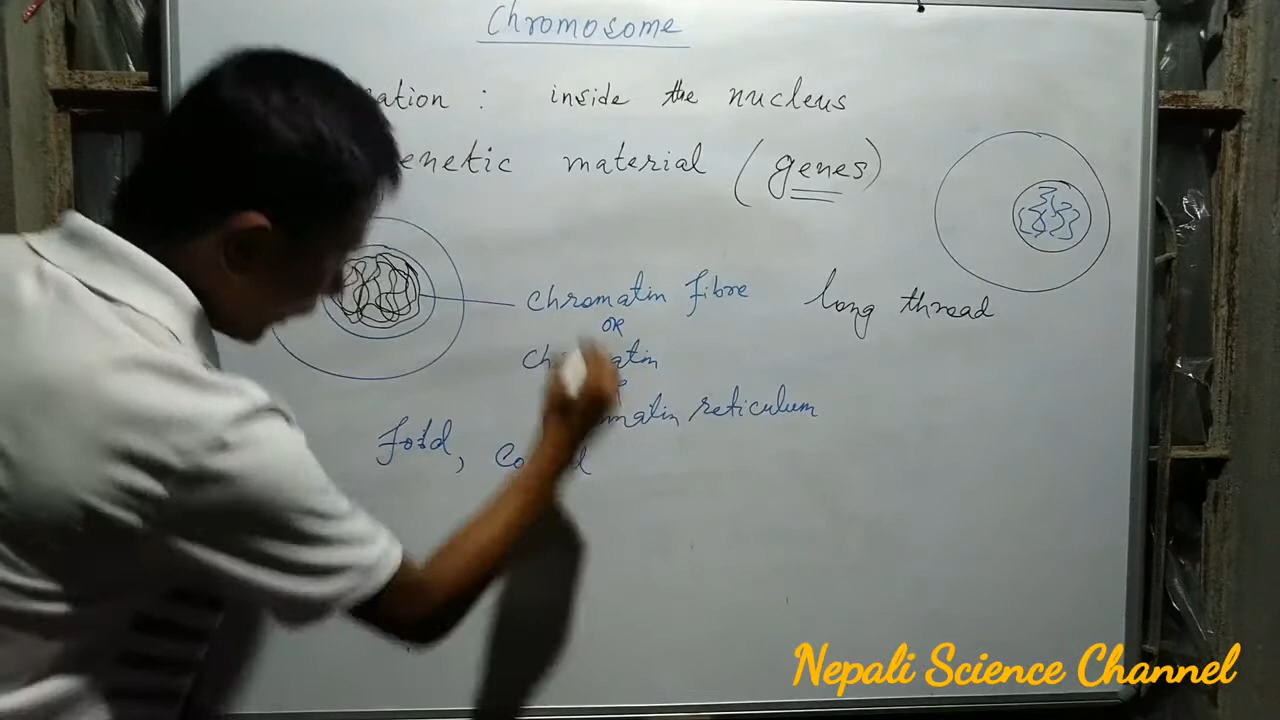 Chromosome
ation : inside the nucleus
enetic material (genes)
Chromatin fibre long thread
OR
Chromatin
matin reticulum
fold,
Nepali Science Channel